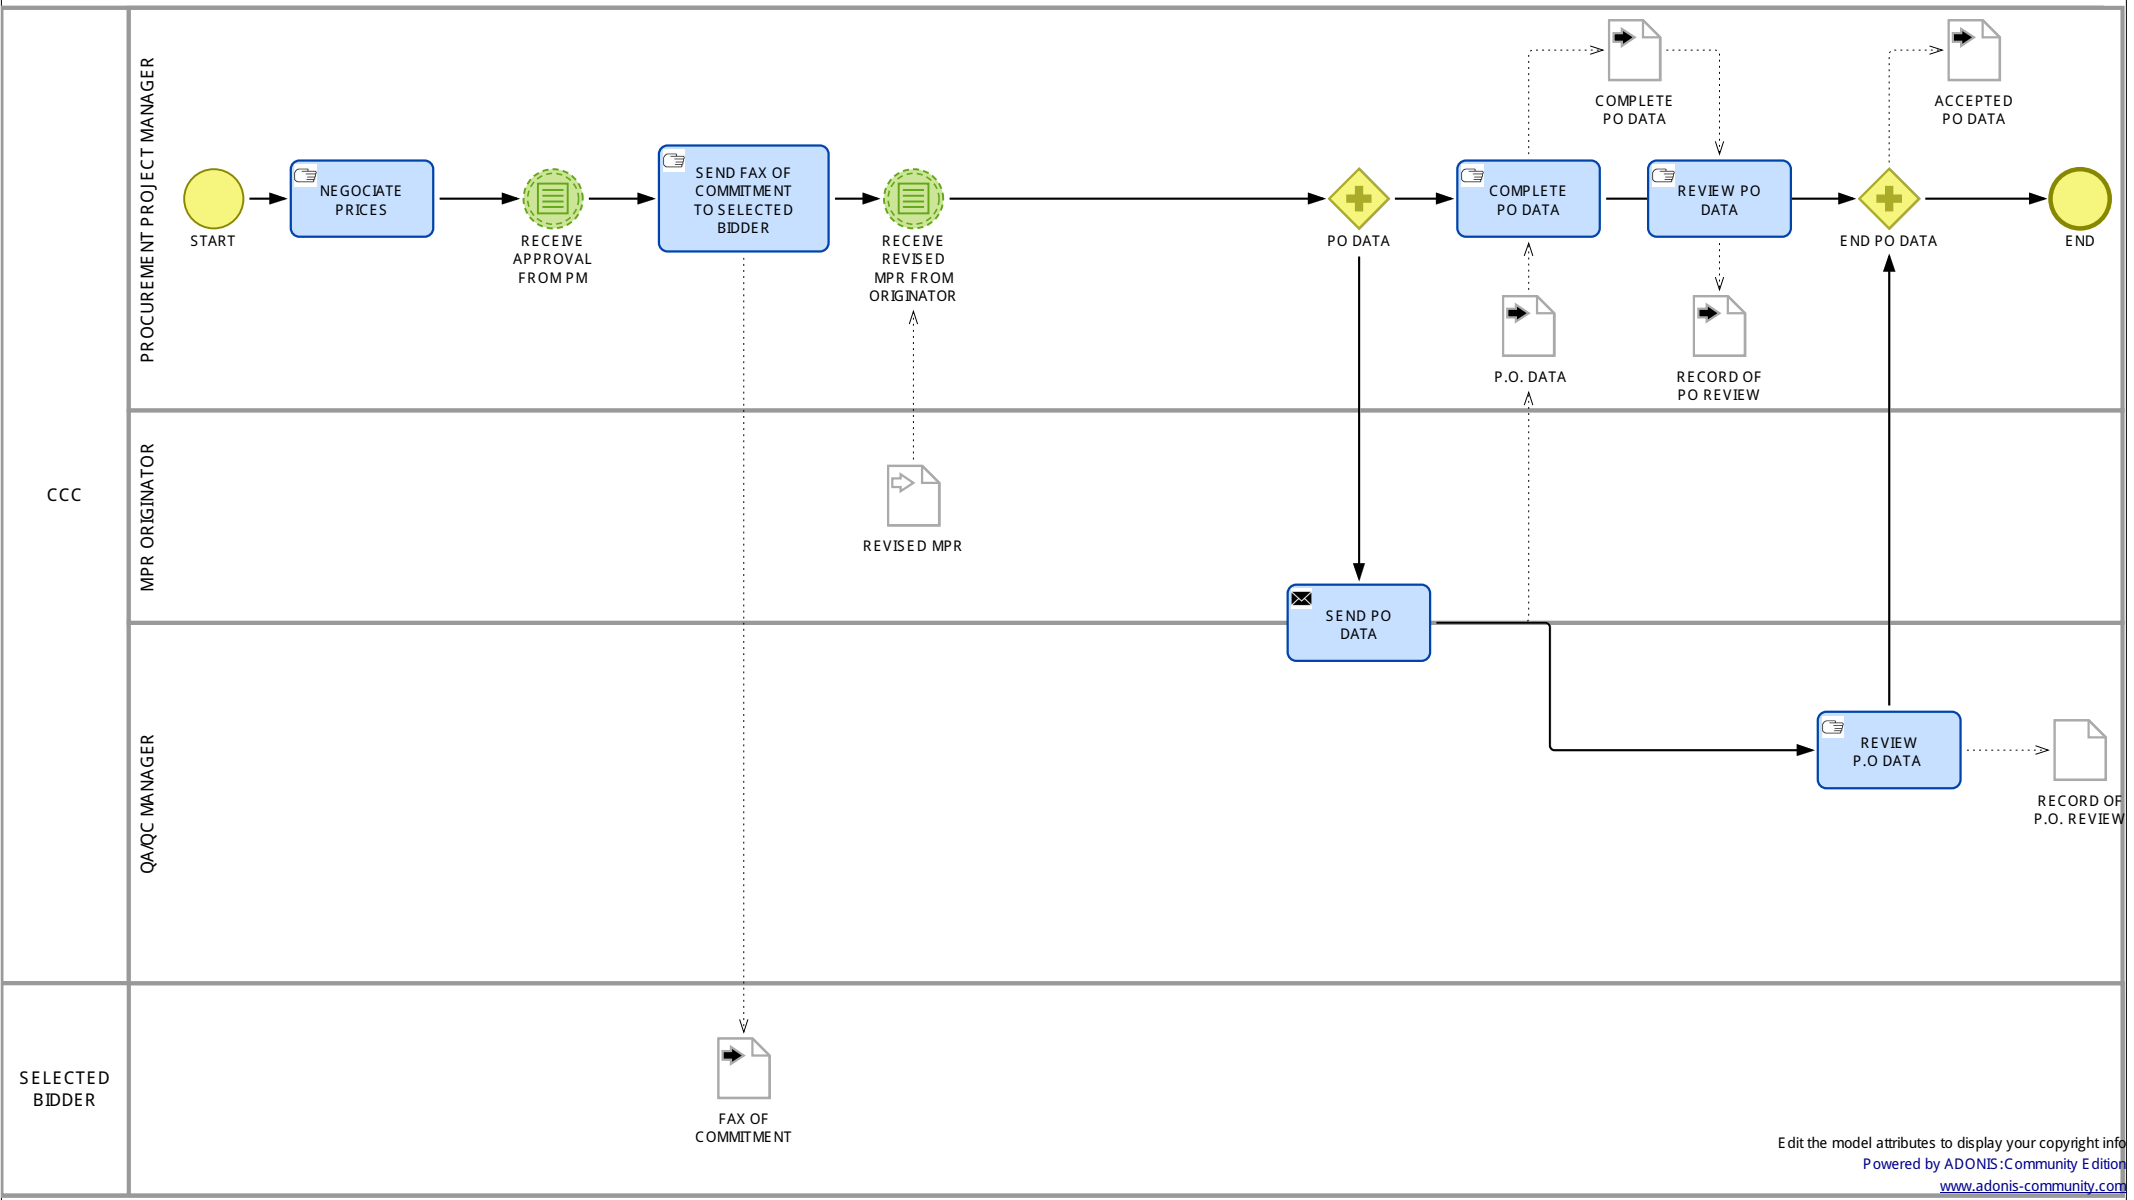 CCC
PROCUREMENT PROJECT MANAGER
START
NEGOCIATE
PRICES
RECEIVE
APPROVAL
FROM PM
SEND FAX OF
COMMITMENT
TO SELECTED
BIDDER
RECEIVE
REVISED
MPR FROM
ORIGINATOR
PO DATA
COMPLETE
PO DATA
COMPLETE
PO DATA
P.O. DATA
REVIEW PO
DATA
RECORD OF
PO REVIEW
END PO DATA
ACCEPTED
PO DATA
END
MPR ORIGINATOR
REVISED MPR
SEND PO
DATA
QA/QC MANAGER
REVIEW
P.O DATA
RECORD OF
P.O. REVIEW
SELECTED
BIDDER
FAX OF
COMMITMENT
Edit the model attributes to display your copyright info
Powered by ADONIS:Community Edition
www.adonis-community.com